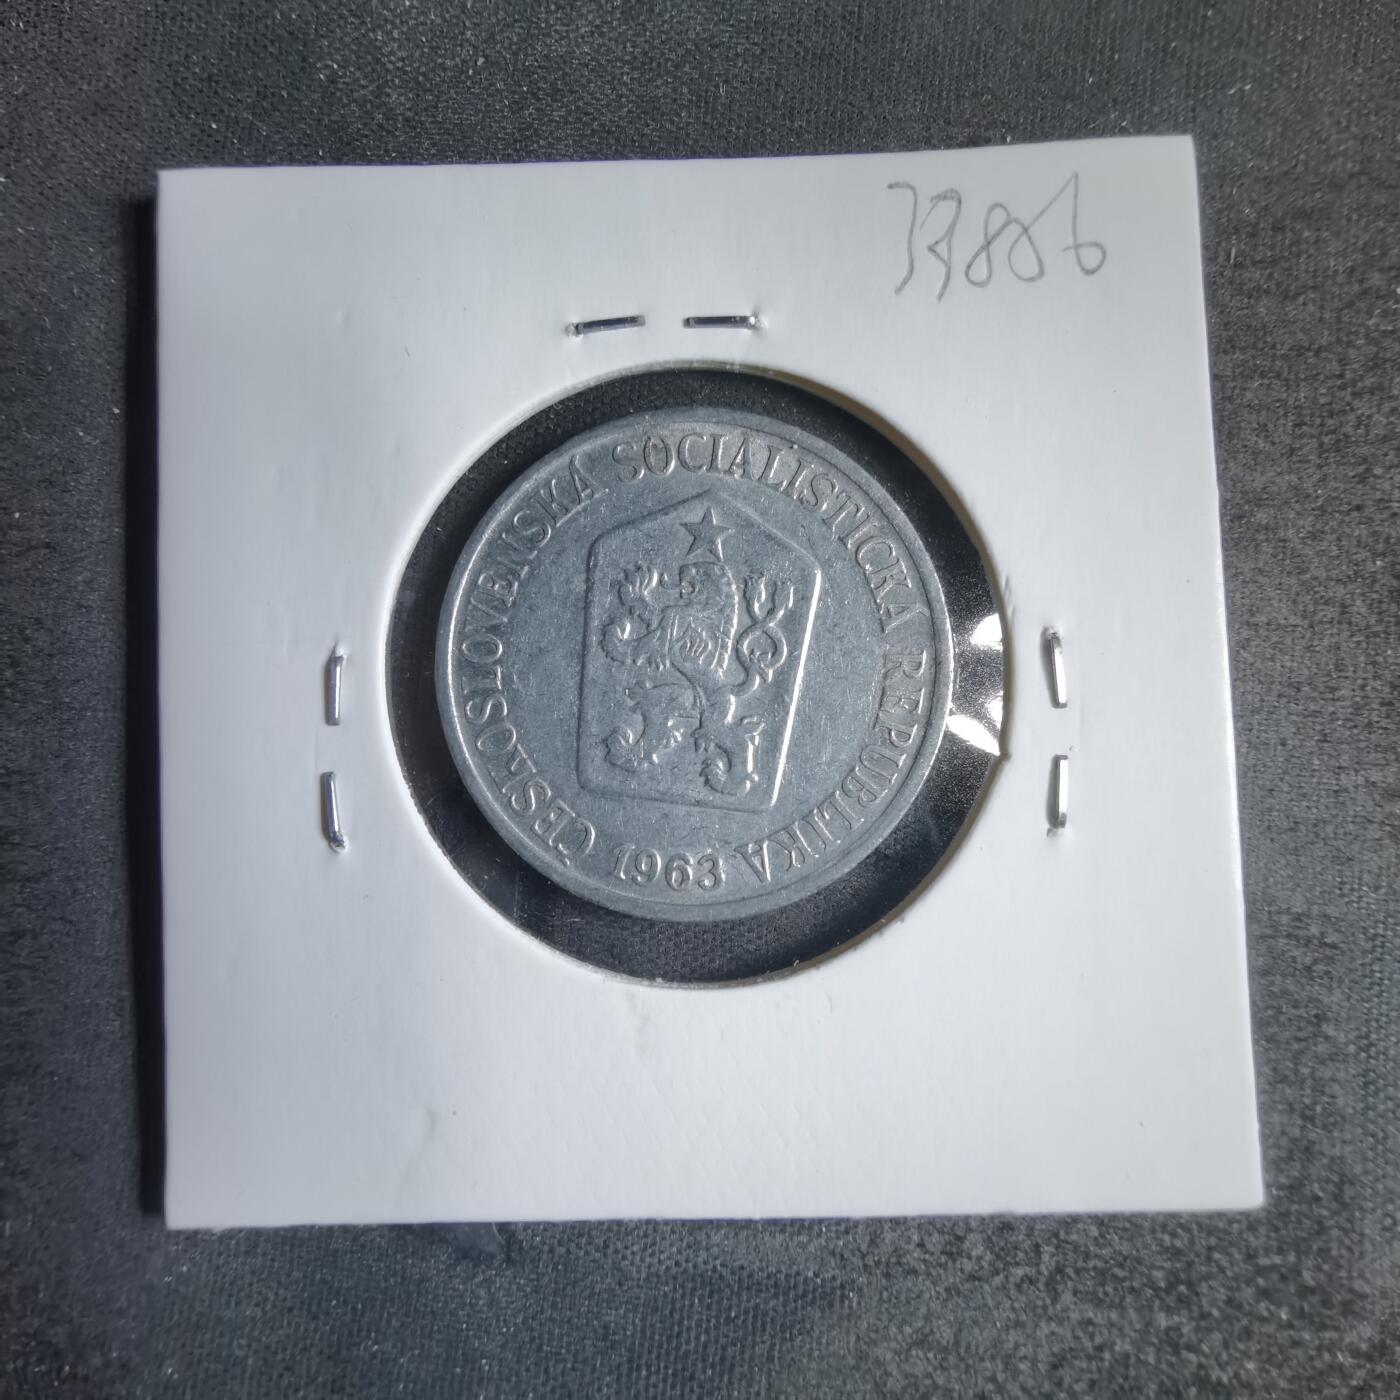 ČESKOSLOVENSKÁ SOCIALISTICKÁ REPUBLIKA
1963